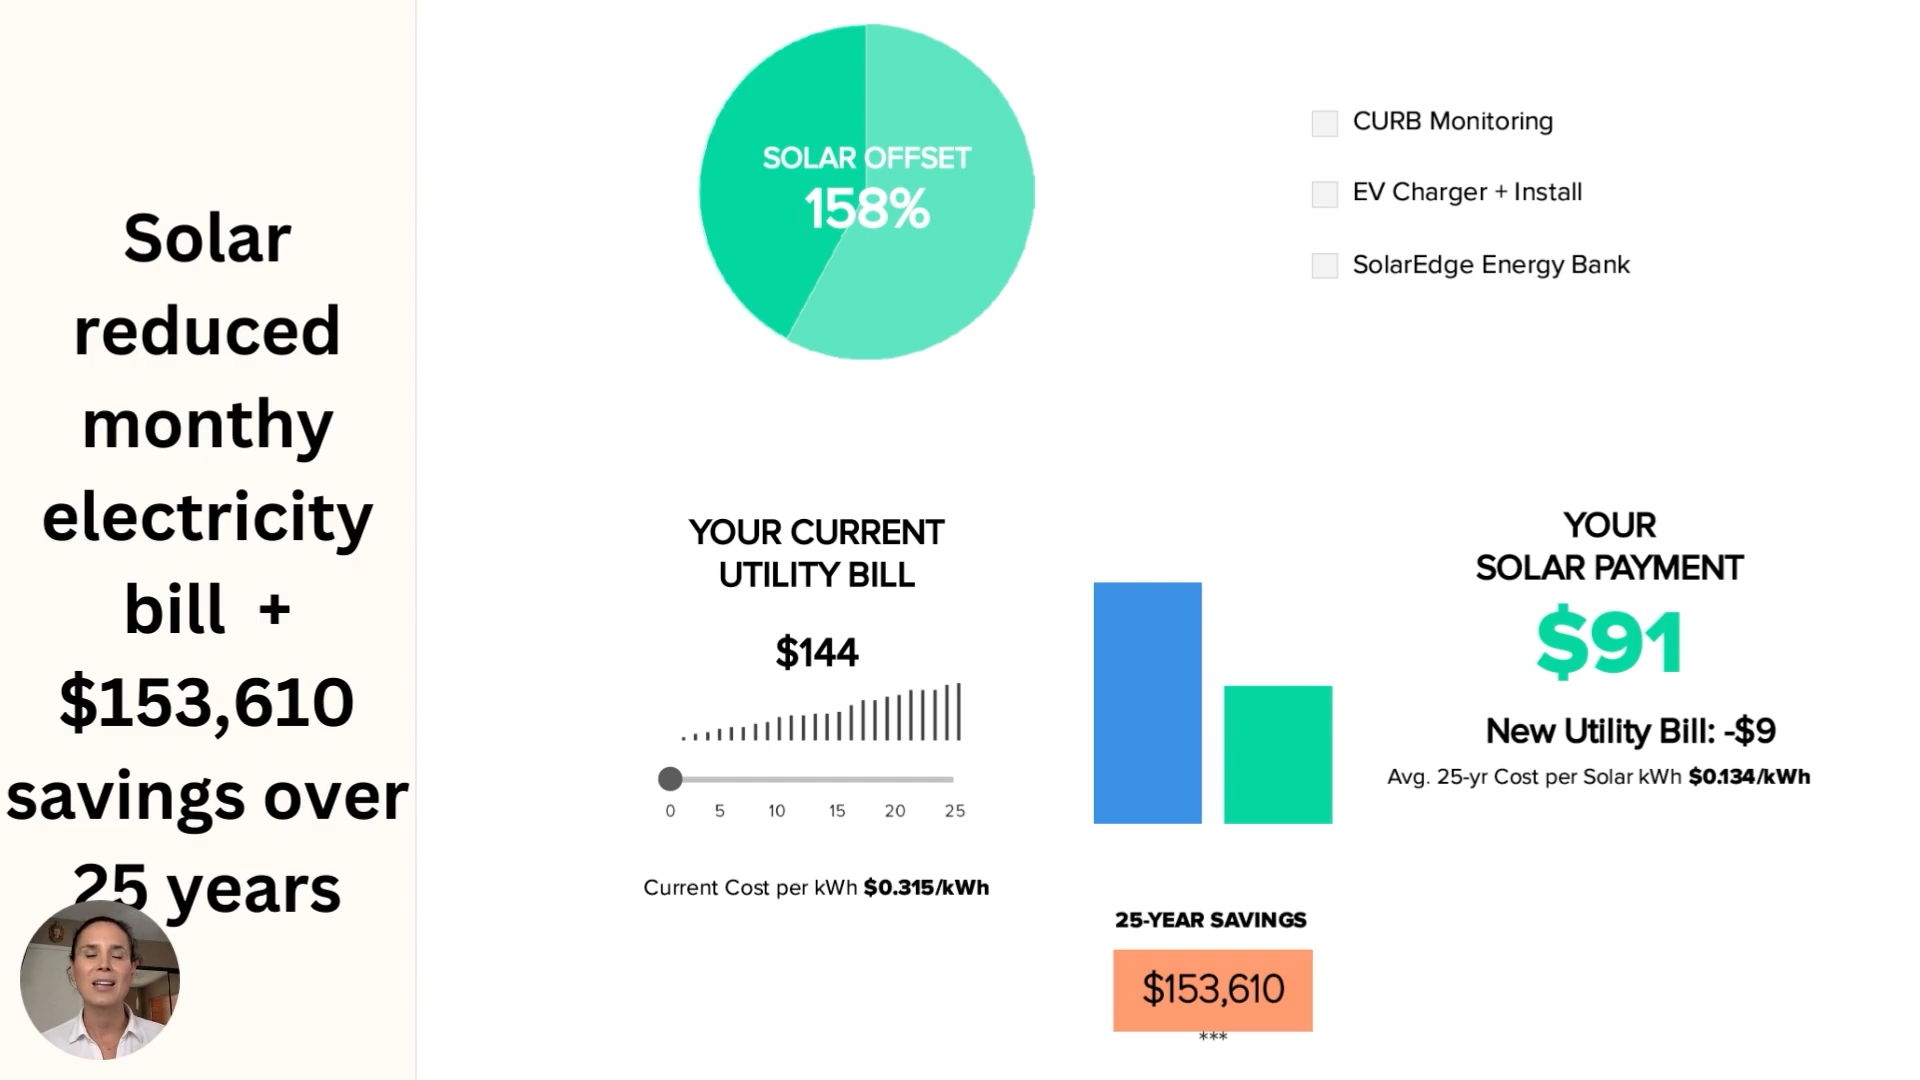 Solar
reduced
monthy
electricity
bill +
$153,610
savings over
25 years
SOLAR OFFSET
158%
CURB Monitoring
EV Charger + Install
SolarEdge Energy Bank
YOUR CURRENT
UTILITY BILL
$144
0 5 10 15 20 25
Current Cost per kWh $0.315/kWh
YOUR
SOLAR PAYMENT
$91
New Utility Bill: -$9
Avg. 25-yr Cost per Solar kWh $0.134/kWh
25-YEAR SAVINGS
$153,610
***